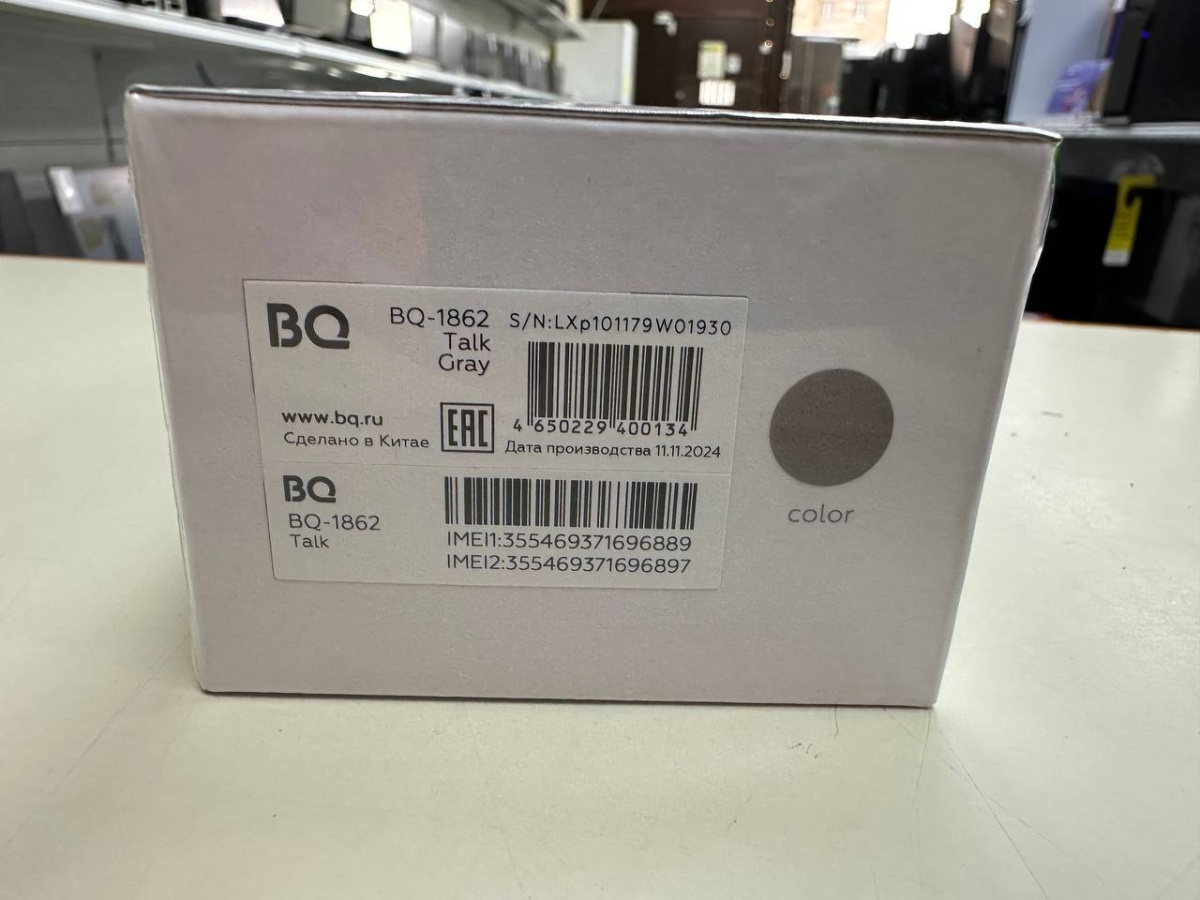 BQ
BQ-1862
Talk
Gray
S/N:LXp101179W01930
4 650229 400134
www.bq.ru
Сделано в Китае
EAC
Дата производства 11.11.2024
BQ
BQ-1862
Talk
IMEI1:355469371696889
IMEI2:355469371696897
color